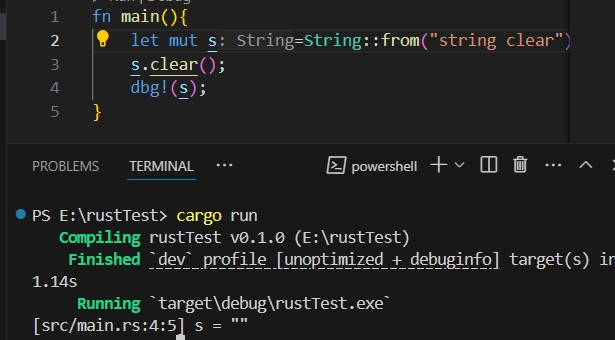 1 fn main(){
2 let mut s: String=String::from("string clear")
3 s.clear();
4 dbg!(s);
5 }
PROBLEMS TERMINAL ··· powershell ···
PS E:\rustTest> cargo run
Compiling rustTest v0.1.0 (E:\rustTest)
Finished `dev` profile [unoptimized + debuginfo] target(s) in
1.14s
Running `target\debug\rustTest.exe`
[src/main.rs:4:5] s = ""